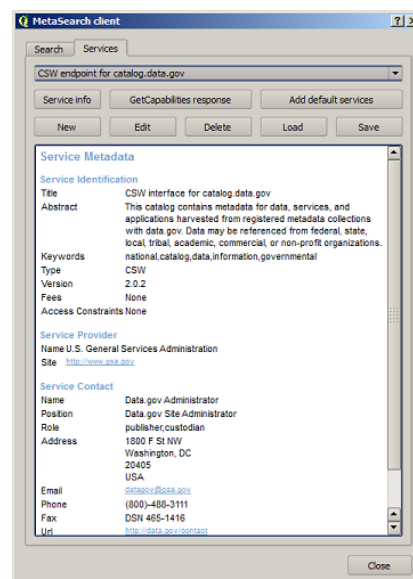 MetaSearch client
Search Services
CSW endpoint for catalog.data.gov
Service info GetCapabilities response Add default services
New Edit Delete Load Save
Service Metadata
Service Identification
Title CSW interface for catalog.data.gov
Abstract This catalog contains metadata for data, services, and
applications harvested from registered metadata collections
with data.gov. Data may be referenced from federal, state,
local, tribal, academic, commercial, or non-profit organizations.
Keywords national,catalog,data,information,governmental
Type CSW
Version 2.0.2
Fees None
Access Constraints None
Service Provider
Name U.S. General Services Administration
Site http://www.gsa.gov
Service Contact
Name Data.gov Administrator
Position Data.gov Site Administrator
Role publisher,custodian
Address 1800 F St NW
Washington, DC
20405
USA
Email datagov@gsa.gov
Phone (800)-488-3111
Fax DSN 465-1416
Url http://data.gov/contact
Close